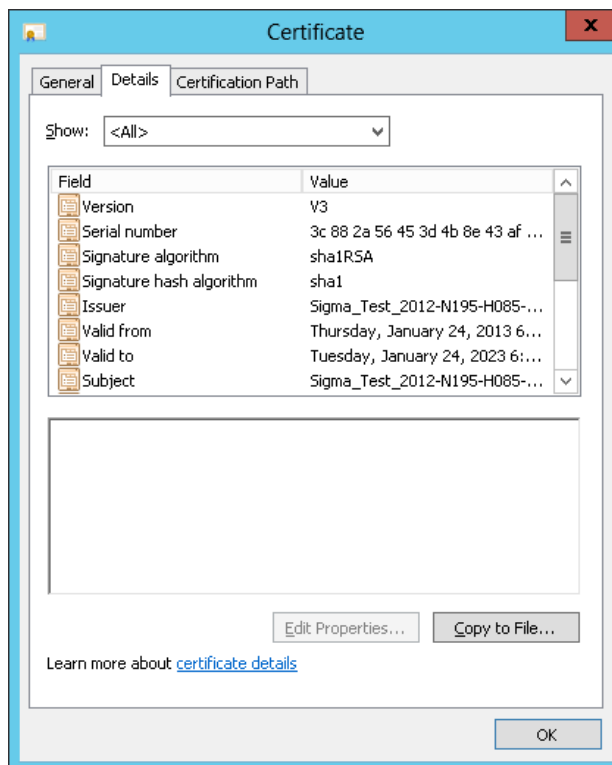 Certificate
x
General Details Certification Path
Show: <All>
Field Value
Version V3
Serial number 3c 88 2a 56 45 3d 4b 8e 43 af ...
Signature algorithm sha1RSA
Signature hash algorithm sha1
Issuer Sigma_Test_2012-N195-H085-...
Valid from Thursday, January 24, 2013 6...
Valid to Tuesday, January 24, 2023 6:...
Subject Sigma_Test_2012-N195-H085-...
Edit Properties... Copy to File...
Learn more about certificate details
OK